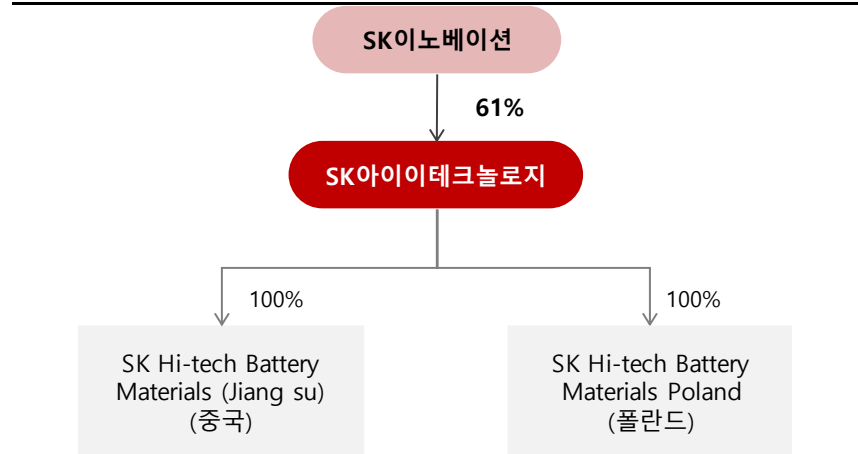 SK이노베이션
61%
SK아이이테크놀로지
100%
100%
SK Hi-tech Battery
Materials (Jiang su)
(중국)
SK Hi-tech Battery
Materials Poland
(폴란드)